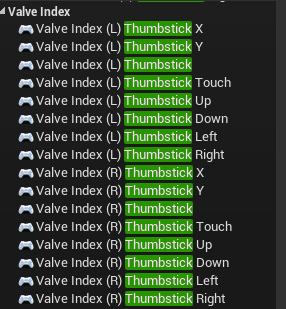 Valve Index
Valve Index (L) Thumbstick X
Valve Index (L) Thumbstick Y
Valve Index (L) Thumbstick
Valve Index (L) Thumbstick Touch
Valve Index (L) Thumbstick Up
Valve Index (L) Thumbstick Down
Valve Index (L) Thumbstick Left
Valve Index (L) Thumbstick Right
Valve Index (R) Thumbstick X
Valve Index (R) Thumbstick Y
Valve Index (R) Thumbstick
Valve Index (R) Thumbstick Touch
Valve Index (R) Thumbstick Up
Valve Index (R) Thumbstick Down
Valve Index (R) Thumbstick Left
Valve Index (R) Thumbstick Right